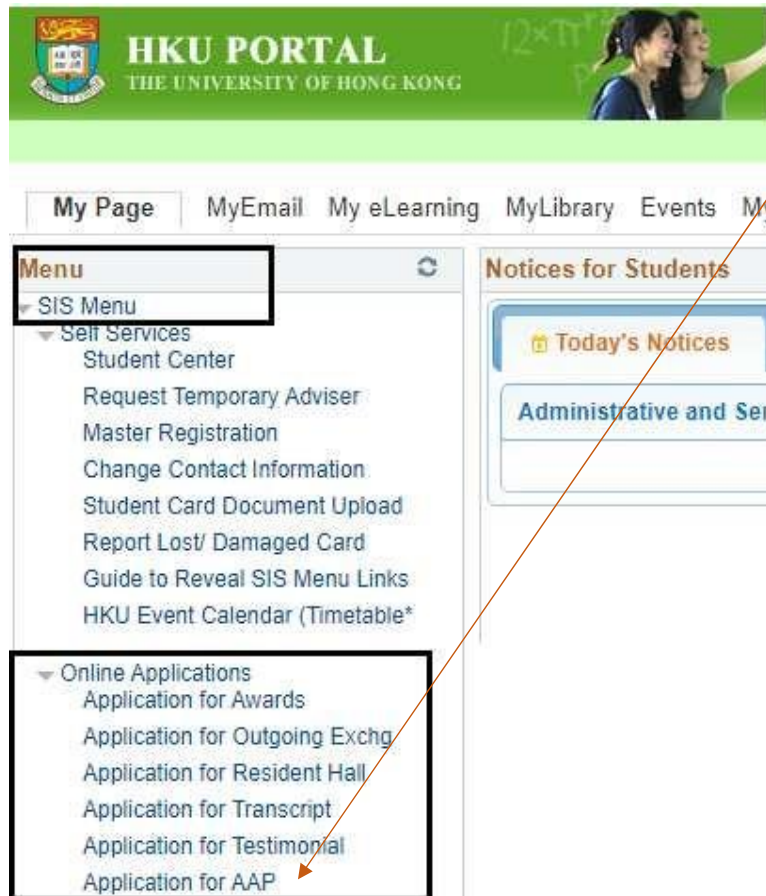 HKU PORTAL
THE UNIVERSITY OF HONG KONG
My Page MyEmail My eLearning MyLibrary Events My
Menu
SIS Menu
Self Services
Student Center
Request Temporary Adviser
Master Registration
Change Contact Information
Student Card Document Upload
Report Lost/ Damaged Card
Guide to Reveal SIS Menu Links
HKU Event Calendar (Timetable*
Online Applications
Application for Awards
Application for Outgoing Exchg
Application for Resident Hall
Application for Transcript
Application for Testimonial
Application for AAP
Notices for Students
Today's Notices
Administrative and Ser